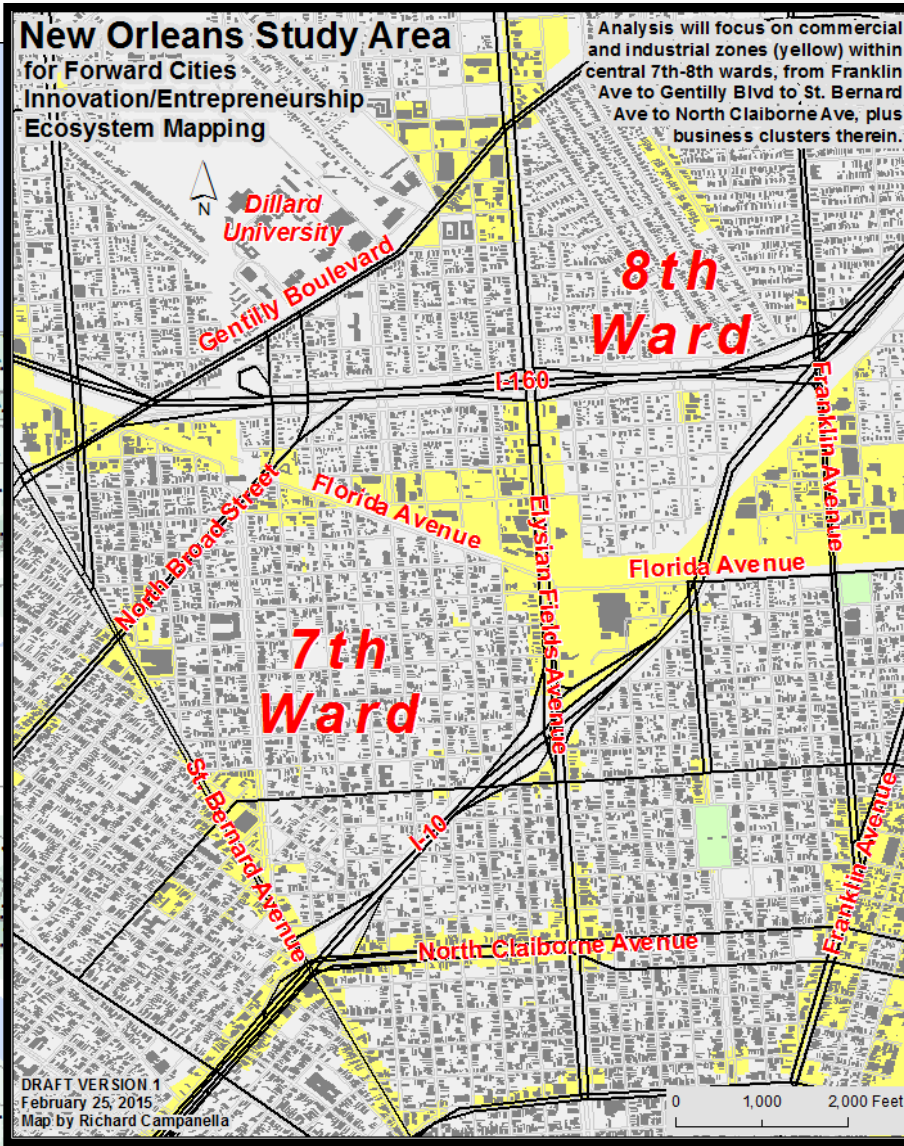 New Orleans Study Area
for Forward Cities
Innovation/Entrepreneurship
Ecosystem Mapping
Analysis will focus on commercial
and industrial zones (yellow) within
central 7th-8th wards, from Franklin
Ave to Gentilly Blvd to St. Bernard
Ave to North Claiborne Ave, plus
business clusters therein.
N
Dillard
University
Gentilly Boulevard
8th
Ward
I-160
Franklin Avenue
North Broad Street
Florida Avenue
Elysian Fields Avenue
Florida Avenue
7th
Ward
St. Bernard Avenue
I-10
Franklin Avenue
North Claiborne Avenue
DRAFT VERSION 1
February 25, 2015
Map by Richard Campanella
0 1,000 2,000 Feet